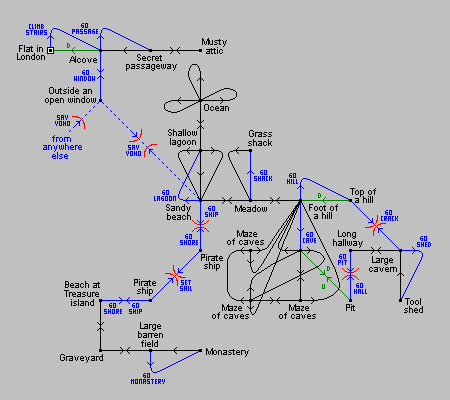 CLIMB
STAIRS
GO
PASSAGE
Flat in
London
D
Alcove
Secret
passageway
Musty
attic
GO
WINDOW
Outside an
open window
Ocean
SAY
YOHO
from
anywhere
else
SAY
YOHO
Shallow
lagoon
Grass
shack
GO
LAGOON
GO
SHACK
GO
HILL
D
Top of
a hill
Sandy
beach
GO
SHIP
Meadow
Foot of
a hill
GO
CRACK
GO
SHORE
Maze
of caves
GO
CAVE
Long
hallway
GO
SHED
Pirate
ship
GO
PIT
Large
cavern
D
U
GO
HALL
SET
SAIL
Beach at
Treasure
island
Pirate
ship
GO
SHORE
GO
SHIP
Maze
of caves
Maze
of caves
Pit
Tool
shed
Large
barren
field
Graveyard
Monastery
GO
MONASTERY